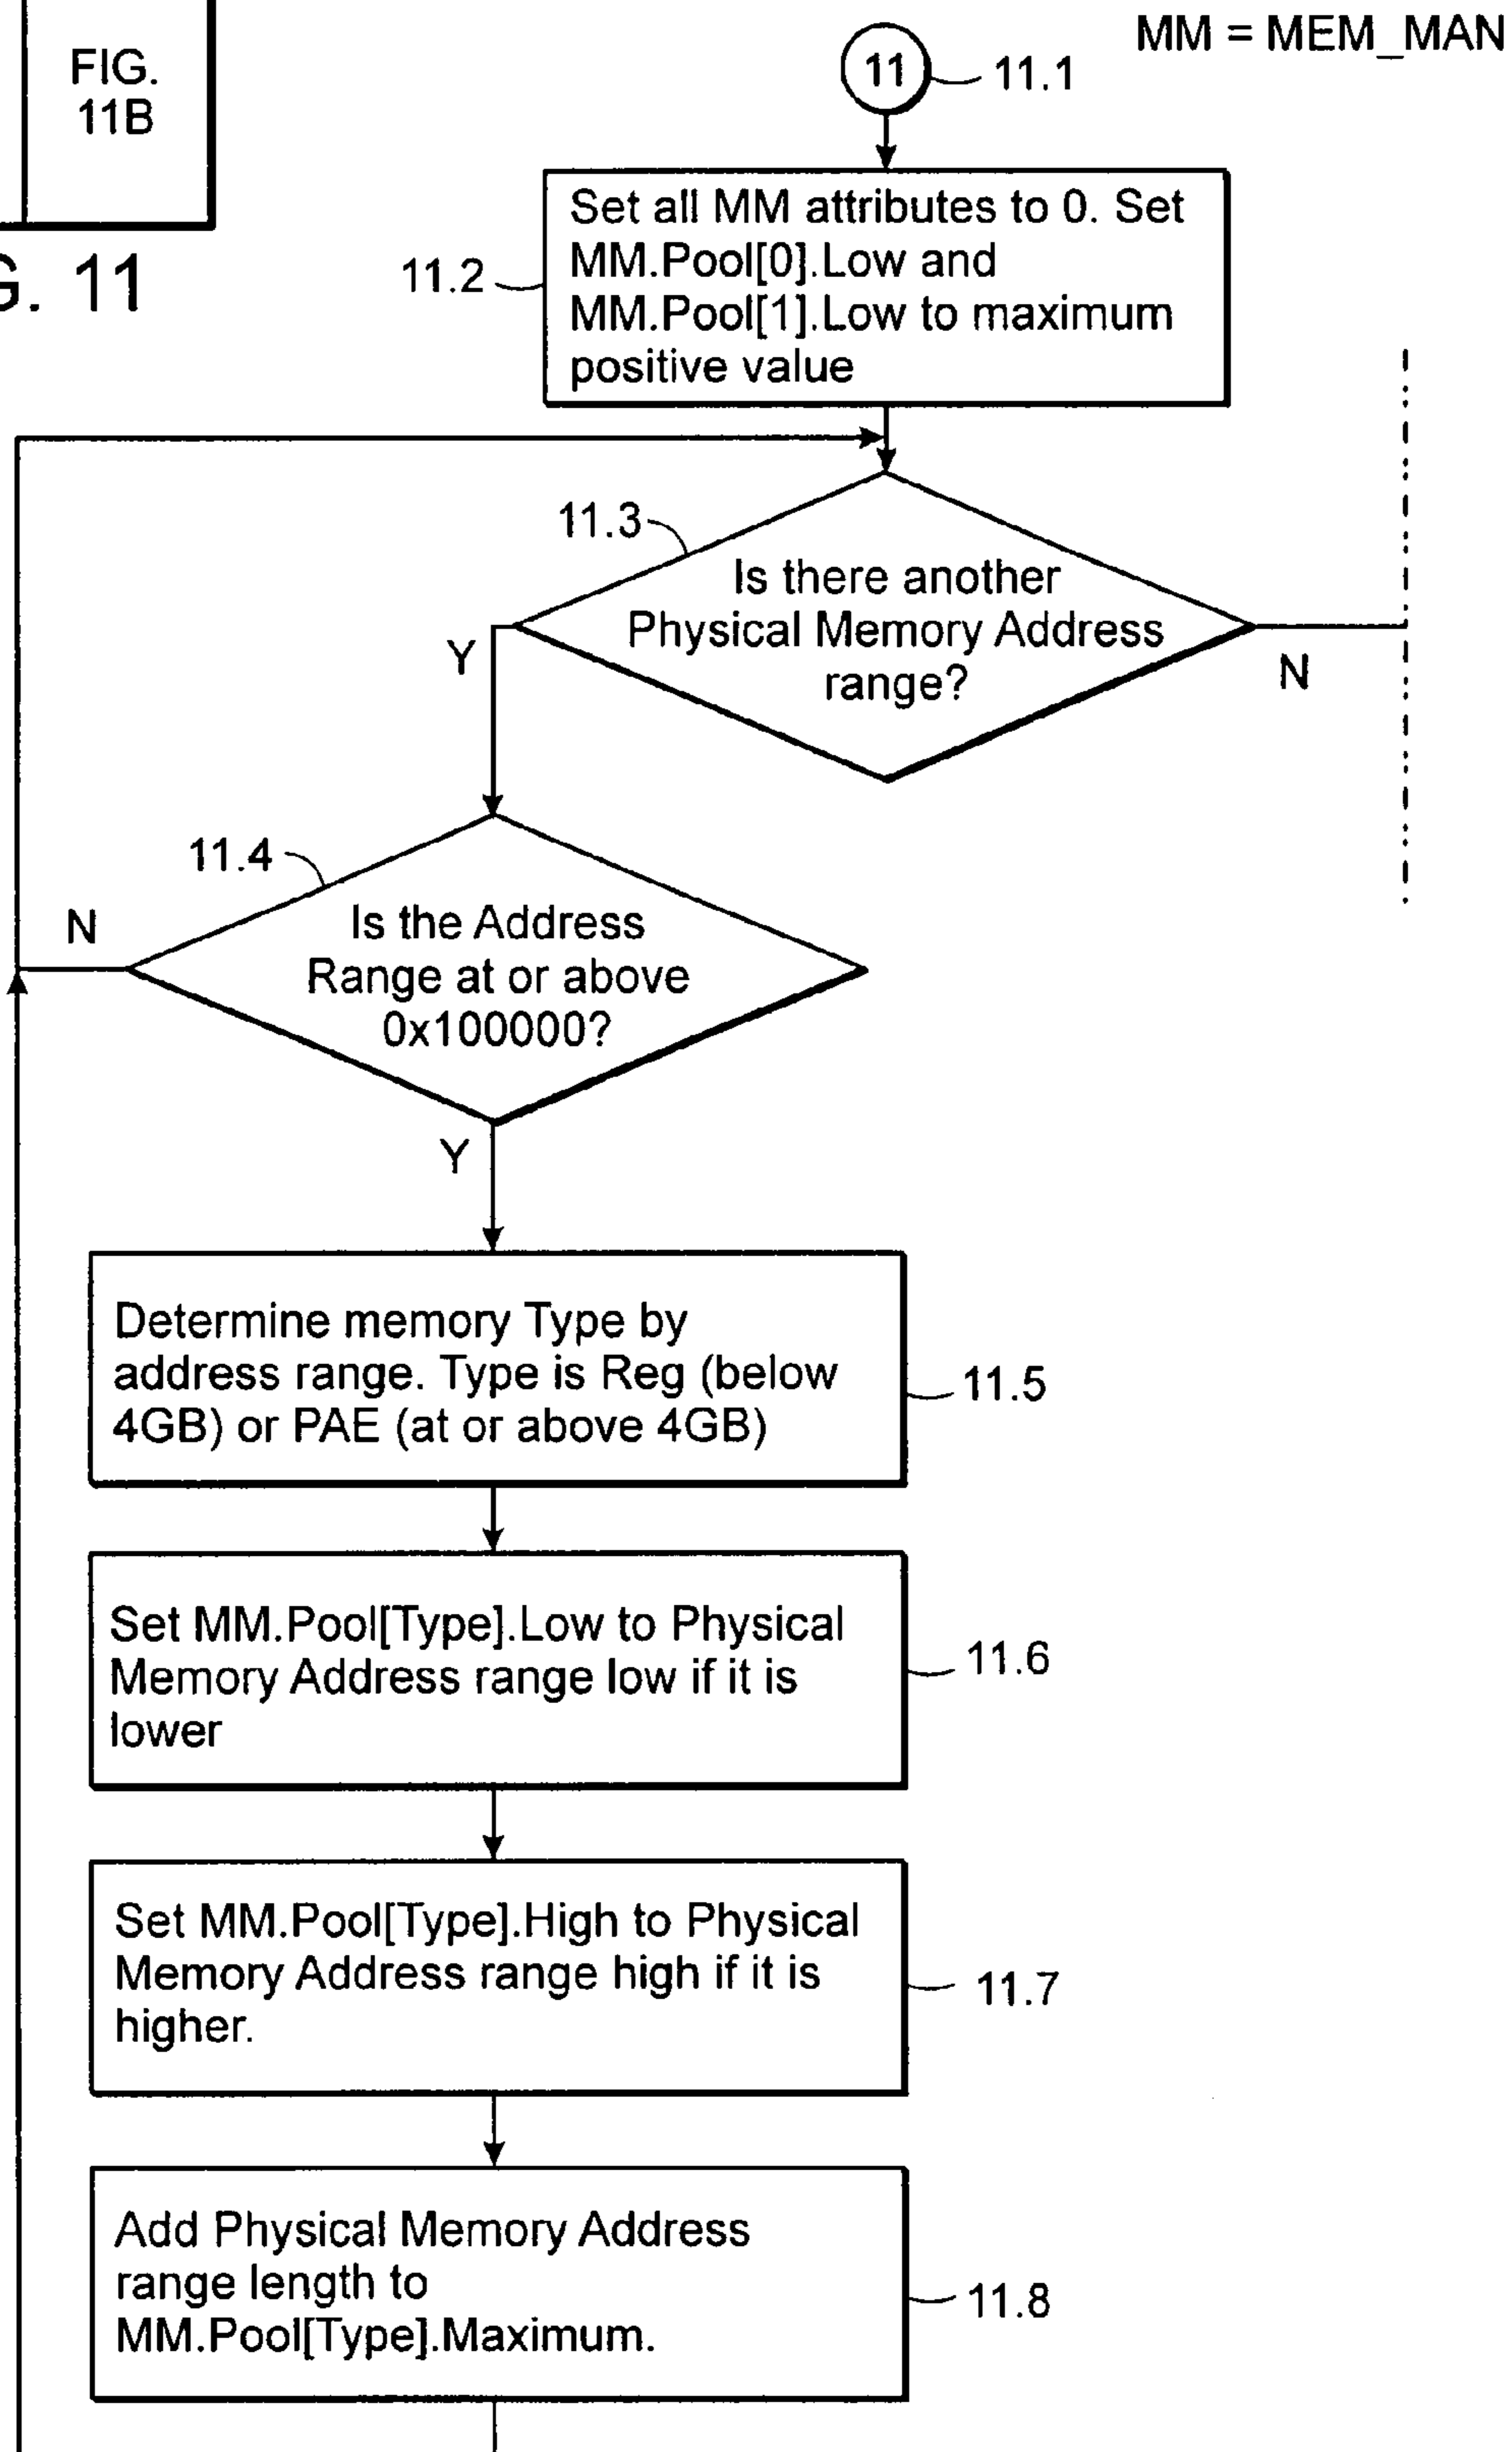 FIG.
11B
G. 11
MM = MEM_MAN
11
11.1
Set all MM attributes to 0. Set
MM.Pool[0].Low and
MM.Pool[1].Low to maximum
positive value
11.2
11.3
Is there another
Physical Memory Address
range?
Y
N
11.4
Is the Address
Range at or above
0x100000?
N
Y
Determine memory Type by
address range. Type is Reg (below
4GB) or PAE (at or above 4GB)
11.5
Set MM.Pool[Type].Low to Physical
Memory Address range low if it is
lower
11.6
Set MM.Pool[Type].High to Physical
Memory Address range high if it is
higher.
11.7
Add Physical Memory Address
range length to
MM.Pool[Type].Maximum.
11.8